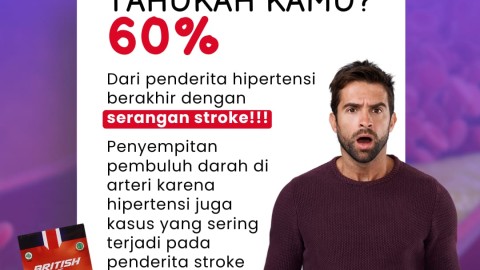 TAHUKAH KAMU?
60%
Dari penderita hipertensi
berakhir dengan
serangan stroke!!!
Penyempitan
pembuluh darah di
arteri karena
hipertensi juga
kasus yang sering
terjadi pada
penderita stroke
BRITISH